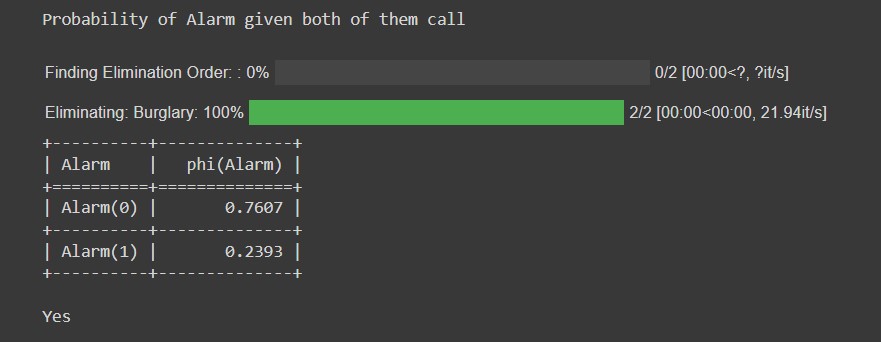 Probability of Alarm given both of them call
Finding Elimination Order: : 0% 0/2 [00:00<?, ?it/s]
Eliminating: Burglary: 100% 2/2 [00:00<00:00, 21.94it/s]
+----------+--------------+
| Alarm    |   phi(Alarm) |
+==========+==============+
| Alarm(0) |       0.7607 |
+----------+--------------+
| Alarm(1) |       0.2393 |
+----------+--------------+
Yes